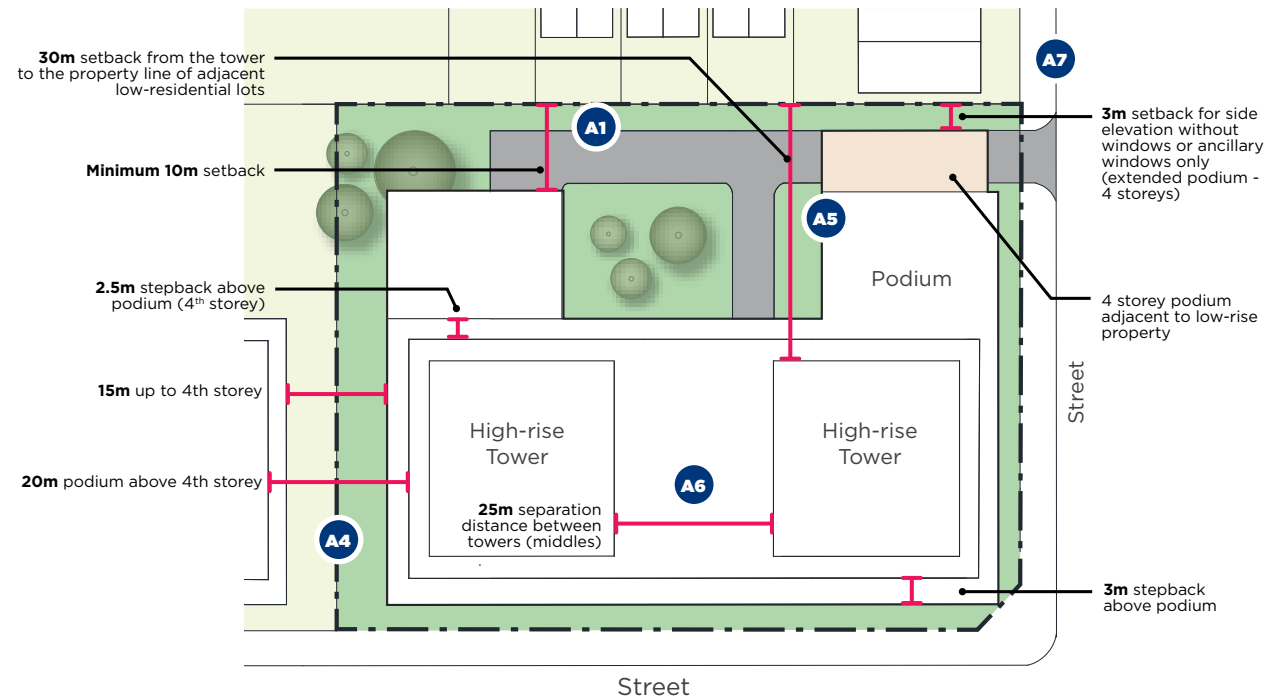 30m setback from the tower
to the property line of adjacent
low-residential lots
A7
A1
3m setback for side
elevation without
windows or ancillary
windows only
(extended podium -
4 storeys)
Minimum 10m setback
A5
Podium
2.5m stepback above
podium (4th storey)
4 storey podium
adjacent to low-rise
property
15m up to 4th storey
Street
High-rise
Tower
High-rise
Tower
20m podium above 4th storey
A6
25m separation
distance between
towers (middles)
A4
3m stepback
above podium
Street